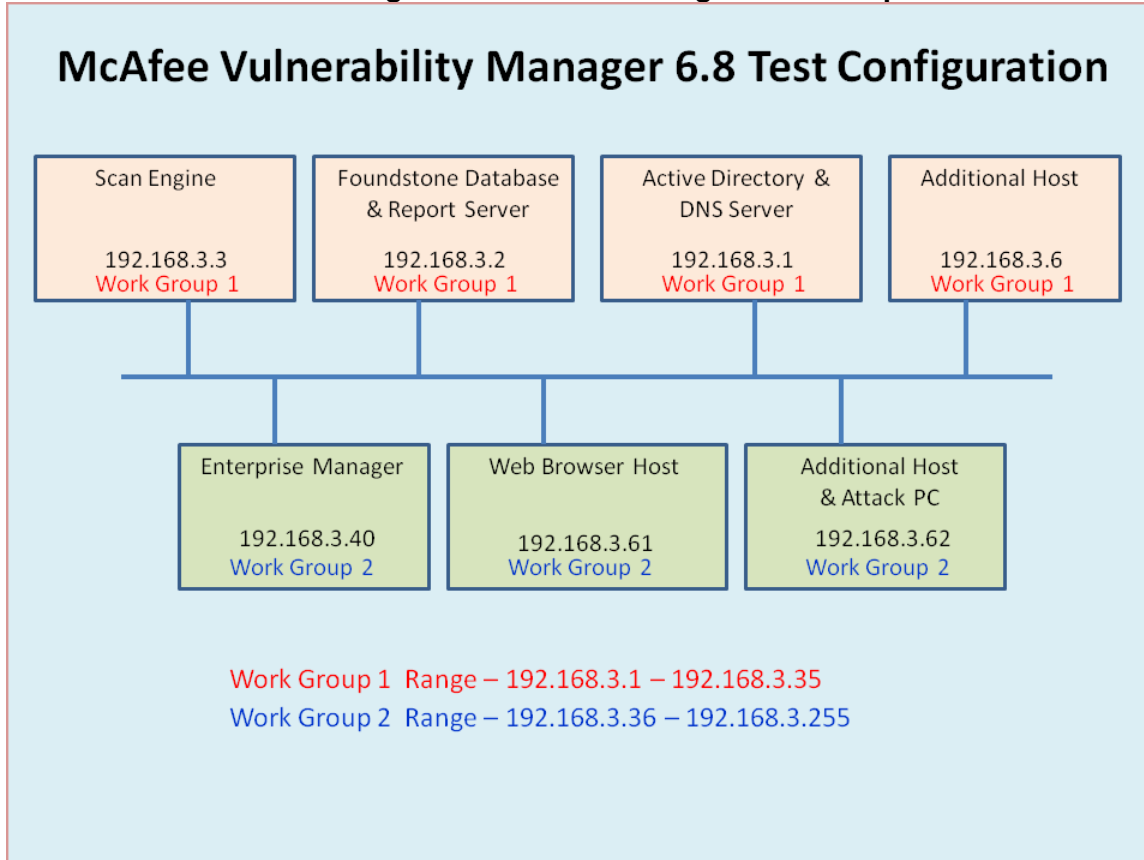 McAfee Vulnerability Manager 6.8 Test Configuration
Scan Engine
192.168.3.3
Work Group 1
Foundstone Database
& Report Server
192.168.3.2
Work Group 1
Active Directory &
DNS Server
192.168.3.1
Work Group 1
Additional Host
192.168.3.6
Work Group 1
Enterprise Manager
192.168.3.40
Work Group 2
Web Browser Host
192.168.3.61
Work Group 2
Additional Host
& Attack PC
192.168.3.62
Work Group 2
Work Group 1 Range – 192.168.3.1 – 192.168.3.35
Work Group 2 Range – 192.168.3.36 – 192.168.3.255